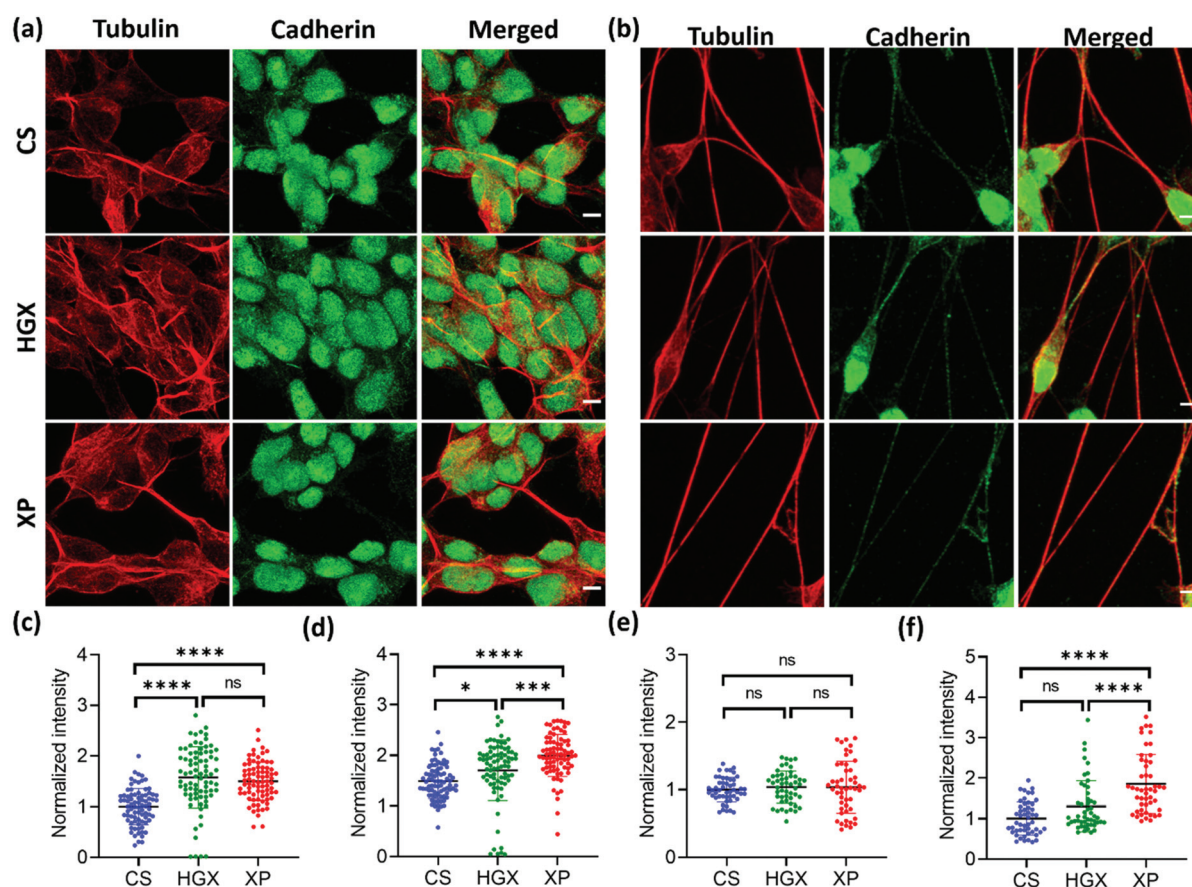 (a)
Tubulin Cadherin Merged
CS
HGX
XP
(b)
Tubulin Cadherin Merged
(c)
Normalized intensity
4
3
2
1
0
****
**** ns
CS HGX XP
(d)
Normalized intensity
4
3
2
1
0
****
* ***
CS HGX XP
(e)
Normalized intensity
3
2
1
0
ns
ns ns
CS HGX XP
(f)
Normalized intensity
5
4
3
2
1
0
****
ns ****
CS HGX XP